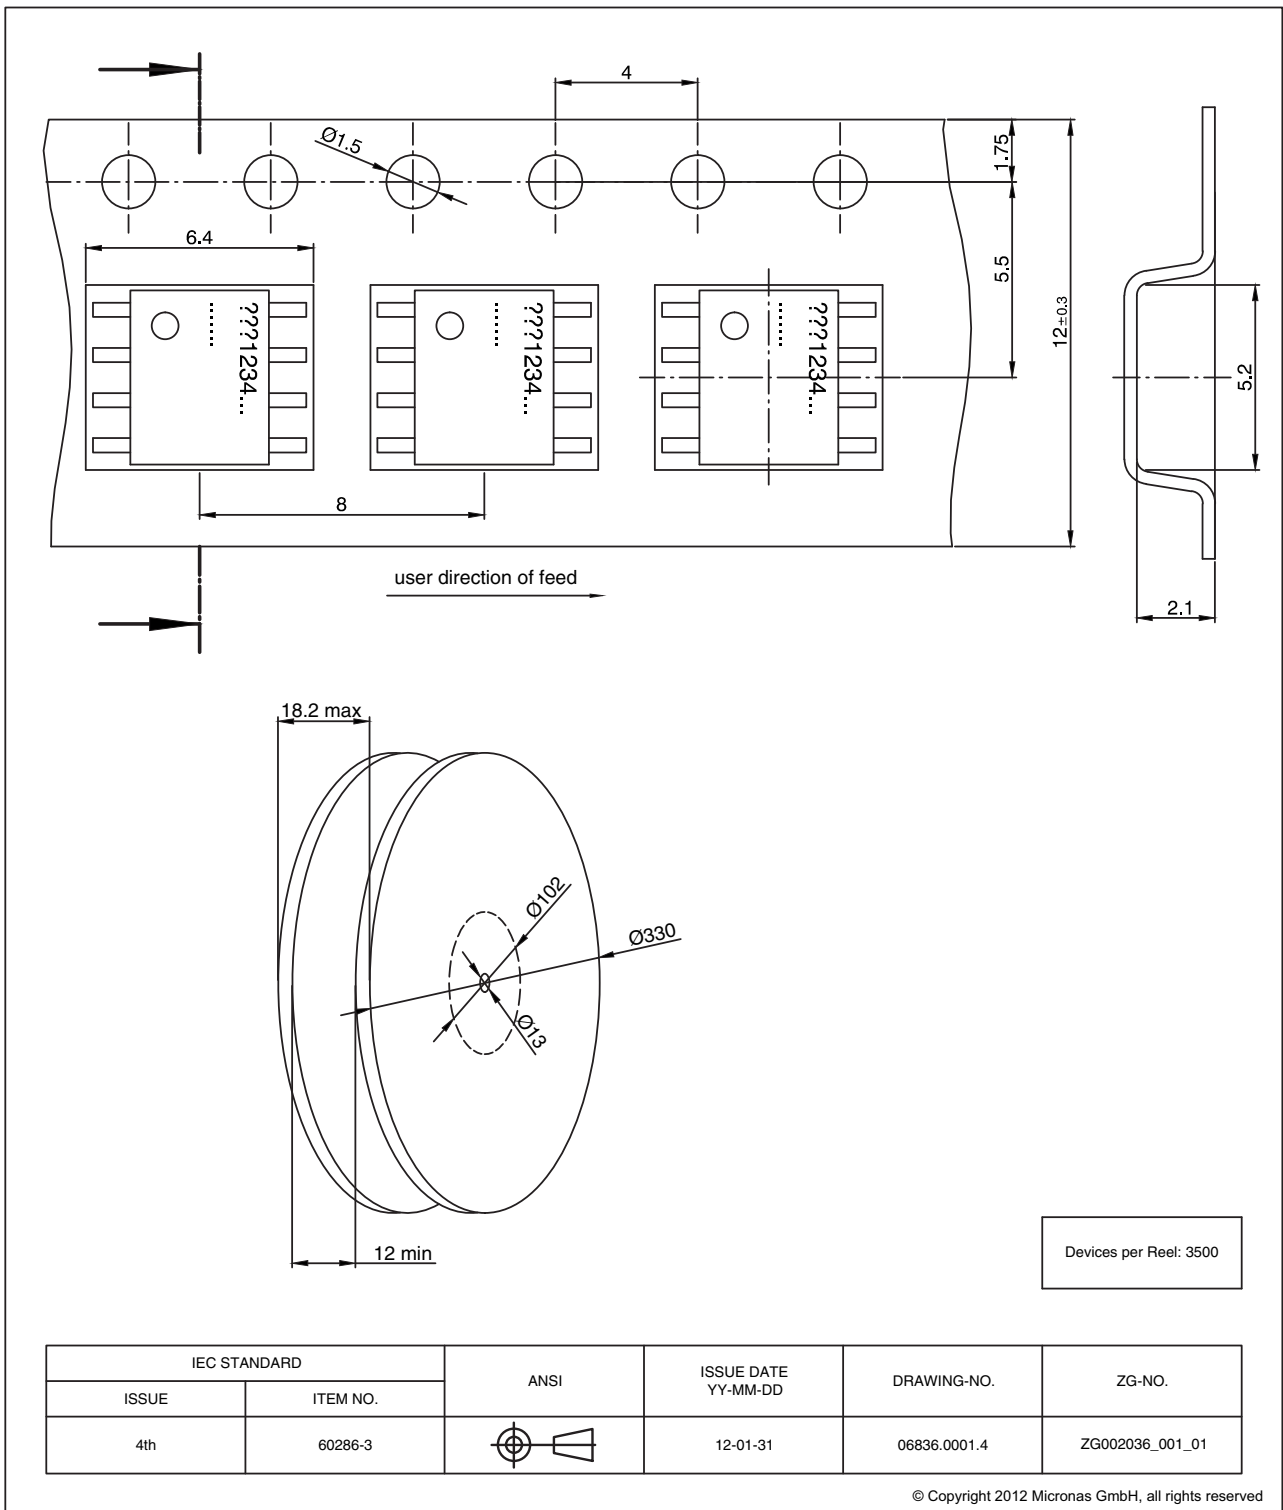 4
Ø1.5
1.75
6.4
5.5
12±0.3
???1234...
......
???1234...
......
???1234...
......
5.2
8
user direction of feed
2.1
18.2 max
Ø102
Ø330
Ø13
12 min
Devices per Reel: 3500
IEC STANDARD
ANSI
ISSUE DATE
YY-MM-DD
DRAWING-NO.
ZG-NO.
ISSUE
ITEM NO.
4th
60286-3
12-01-31
06836.0001.4
ZG002036_001_01
© Copyright 2012 Micronas GmbH, all rights reserved